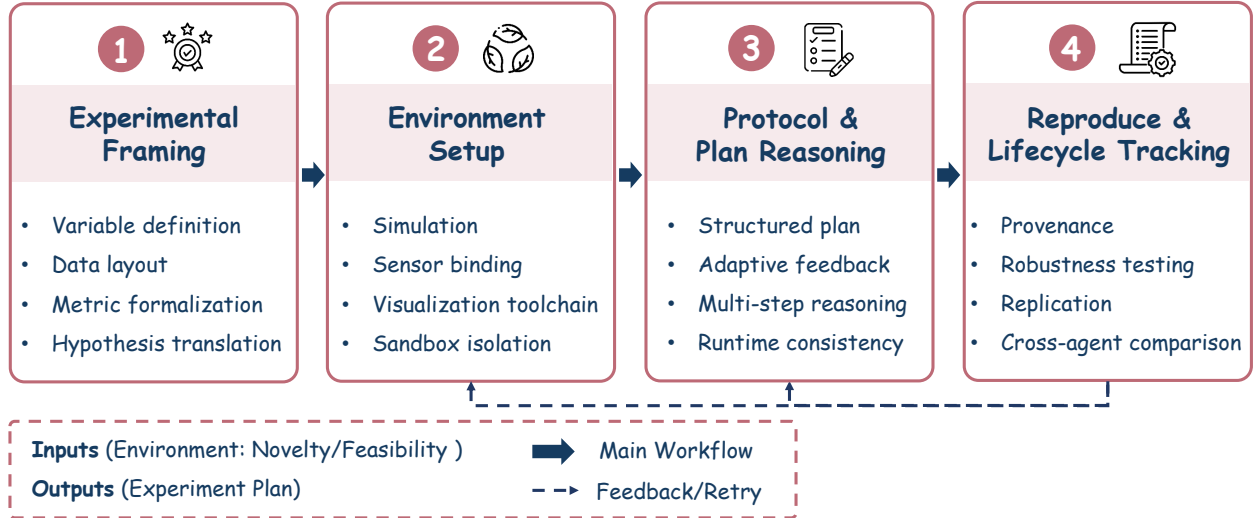 1
Experimental
Framing
• Variable definition
• Data layout
• Metric formalization
• Hypothesis translation
2
Environment
Setup
• Simulation
• Sensor binding
• Visualization toolchain
• Sandbox isolation
3
Protocol &
Plan Reasoning
• Structured plan
• Adaptive feedback
• Multi-step reasoning
• Runtime consistency
4
Reproduce &
Lifecycle Tracking
• Provenance
• Robustness testing
• Replication
• Cross-agent comparison
Inputs (Environment: Novelty/Feasibility )
Outputs (Experiment Plan)
Main Workflow
Feedback/Retry